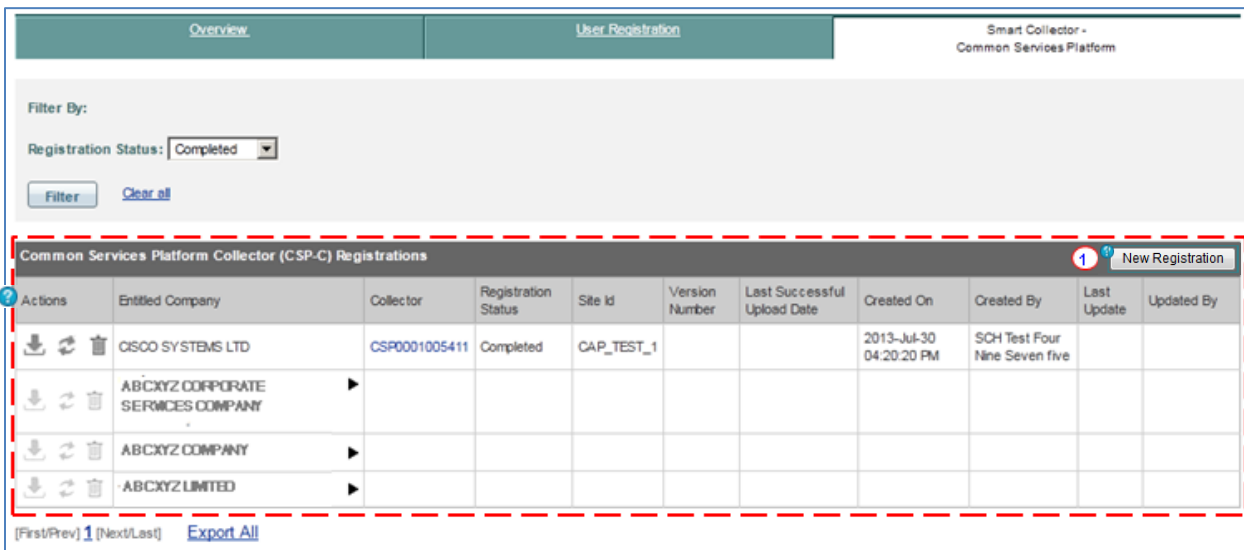 Overview
User Registration
Smart Collector -
Common Services Platform
Filter By:
Registration Status: Completed
Filter Clear all
Common Services Platform Collector (CSP-C) Registrations
1 ? New Registration
?
Actions Entitled Company Collector Registration Status Site Id Version Number Last Successful Upload Date Created On Created By Last Update Updated By
CISCO SYSTEMS LTD CSP0001005411 Completed CAP_TEST_1 2013-Jul-30 04:20:20 PM SCH Test Four Nine Seven five
ABCXYZ CORPORATE
SERVICES COMPANY
ABCXYZ COMPANY
ABCXYZ LIMITED
[First/Prev] 1 [Next/Last] Export All